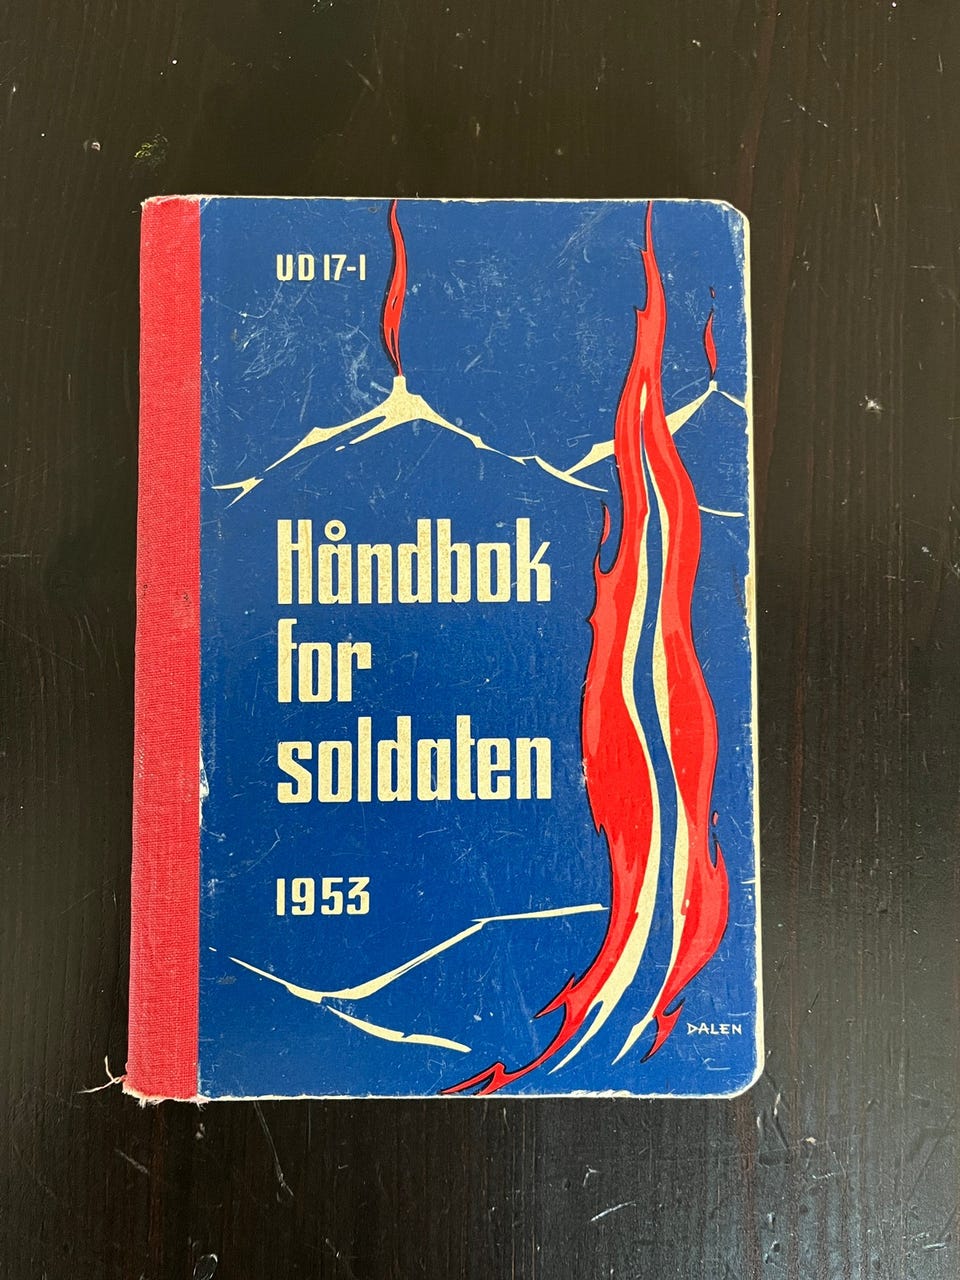 UD 17-1
Håndbok
for
soldaten
1953
DALEN